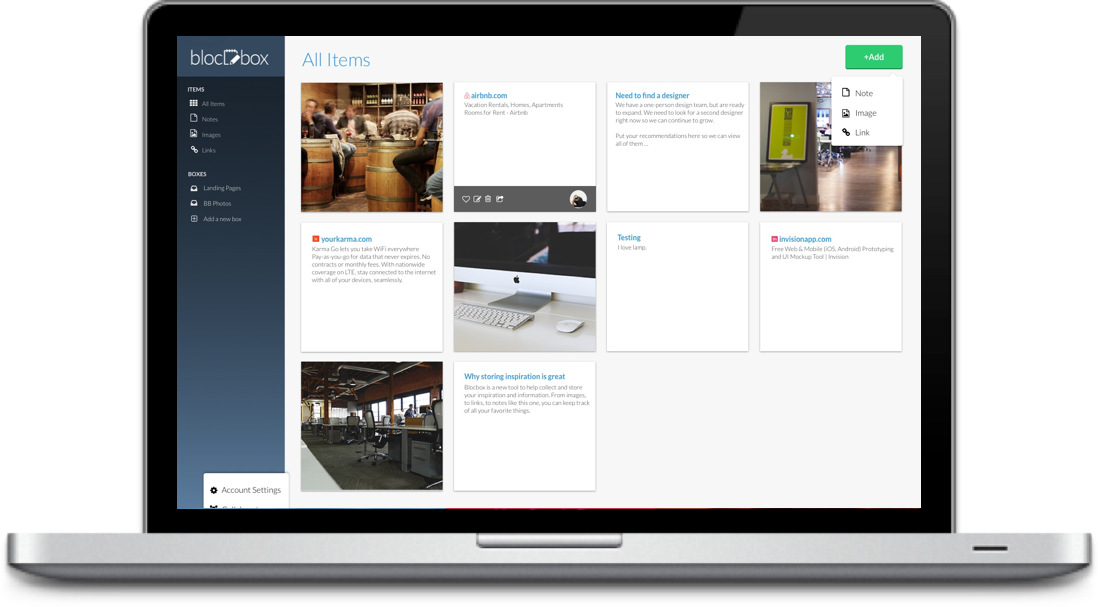 blocbox
All Items
+Add
Note
Image
Link
ITEMS
All Items
Notes
Images
Links
BOXES
Landing Pages
BB Photos
Add a new box
airbnb.com
Vacation Rentals, Homes, Apartments
Rooms for Rent - Airbnb
Need to find a designer
We have a one-person design team, but are ready
to expand. We need to look for a second designer
right now so we can continue to grow.
Put your recommendations here so we can view
all of them ...
yourkarma.com
Karma Go lets you take WiFi everywhere
Pay-as-you-go for data that never expires. No
contracts or monthly fees. With nationwide
coverage on LTE, stay connected to the internet
with all of your devices, seamlessly.
Testing
I love lamp.
invisionapp.com
Free Web & Mobile (iOS, Android) Prototyping
and UI Mockup Tool | Invision
Why storing inspiration is great
Blocbox is a new tool to help collect and store
your inspiration and information. From images,
to links, to notes like this one, you can keep track
of all your favorite things.
Account Settings